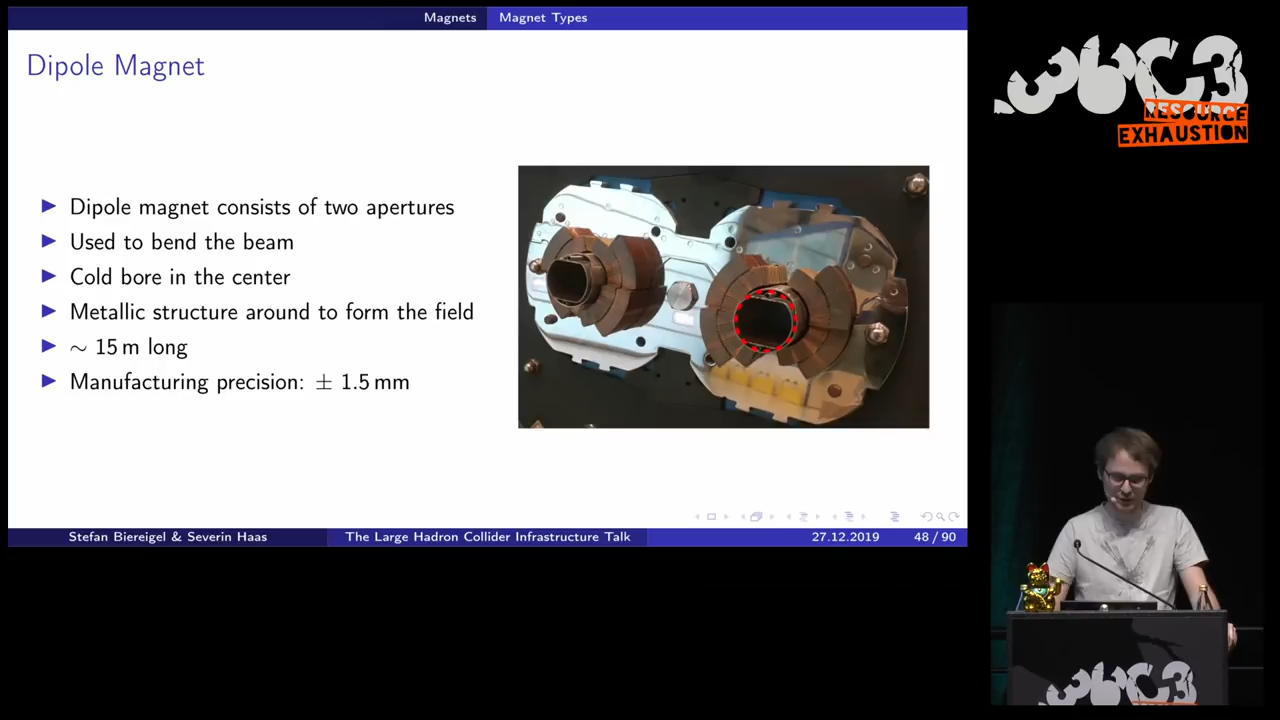 Magnets Magnet Types
Dipole Magnet
Dipole magnet consists of two apertures
Used to bend the beam
Cold bore in the center
Metallic structure around to form the field
∼ 15 m long
Manufacturing precision: ± 1.5 mm
Stefan Biereigel & Severin Haas The Large Hadron Collider Infrastructure Talk 27.12.2019 48 / 90
36C3
RESOURCE
EXHAUSTION
36C3